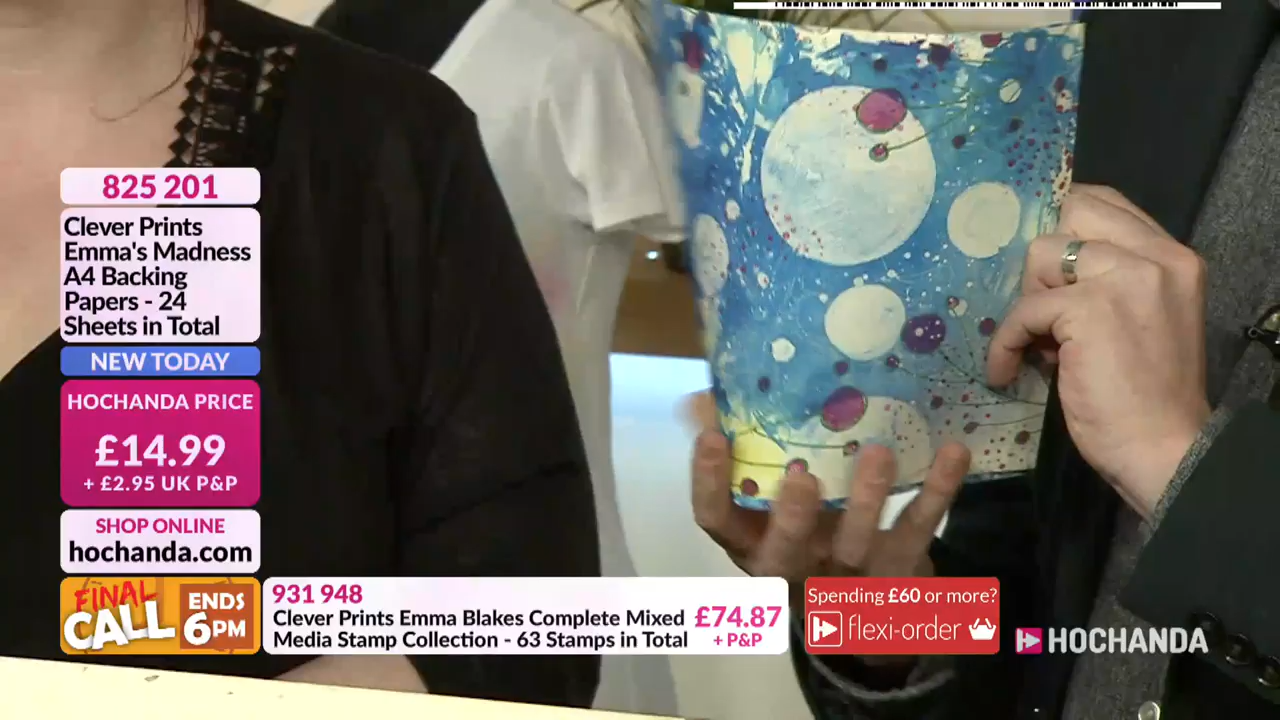 825 201
Clever Prints
Emma's Madness
A4 Backing
Papers - 24
Sheets in Total
NEW TODAY
HOCHANDA PRICE
£14.99
+ £2.95 UK P&P
SHOP ONLINE
hochanda.com
FINAL
CALL
ENDS
6PM
931 948
Clever Prints Emma Blakes Complete Mixed
Media Stamp Collection - 63 Stamps in Total
£74.87
+ P&P
Spending £60 or more?
flexi-order
HOCHANDA